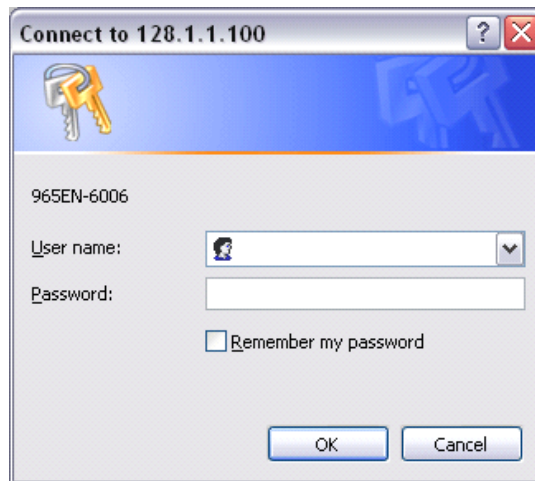 Connect to 128.1.1.100
965EN-6006
User name:
Password:
Remember my password
OK Cancel